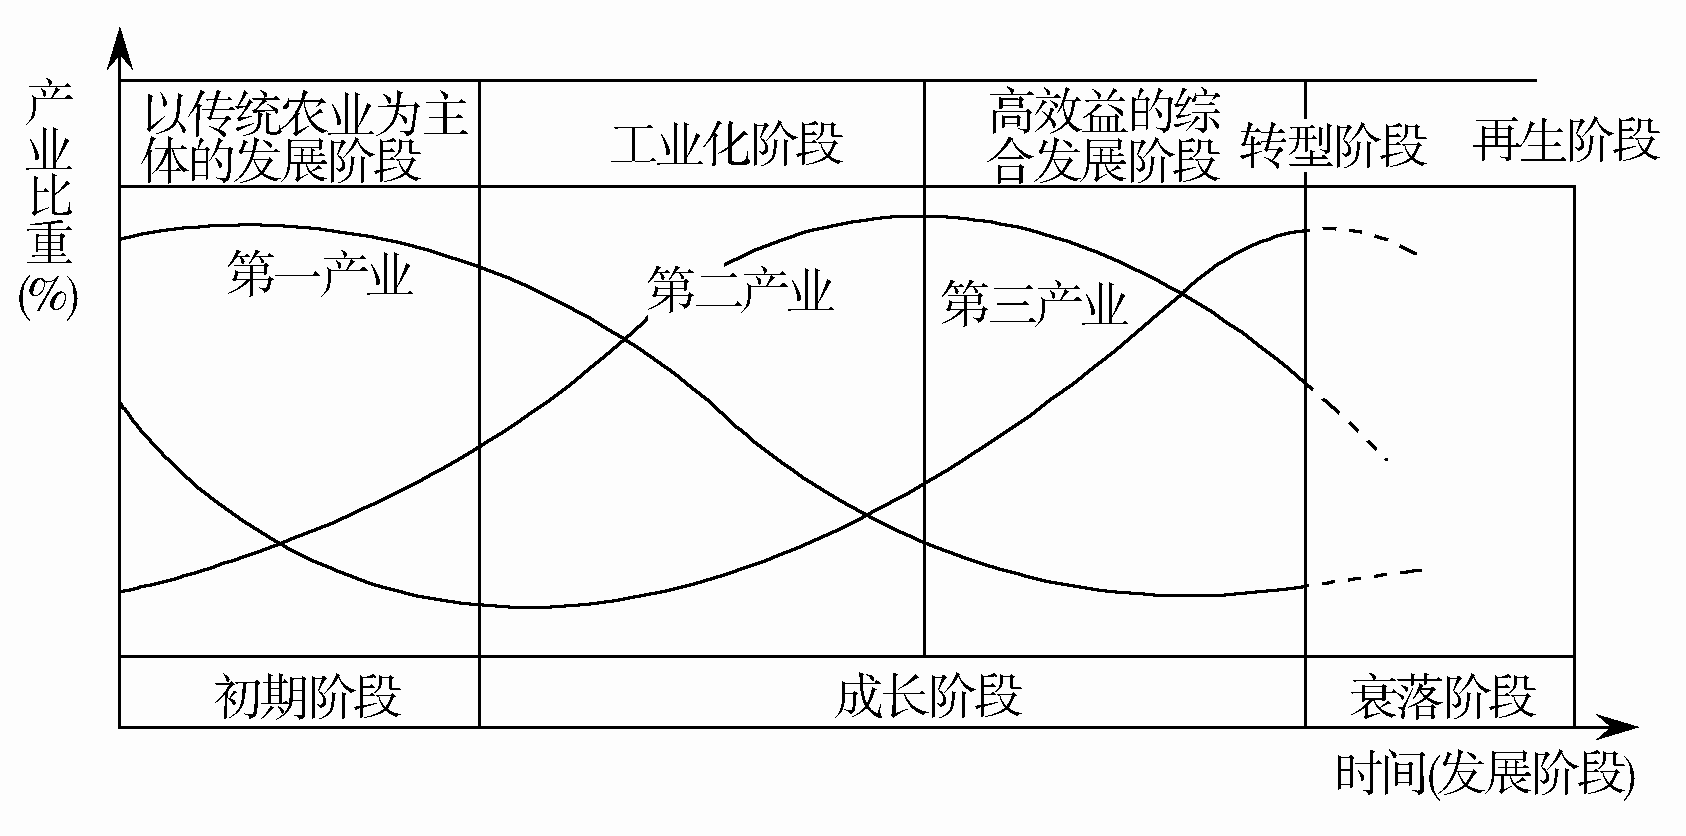 产业比重(%)
以传统农业为主
体的发展阶段
工业化阶段
高效益的综
合发展阶段
转型阶段
再生阶段
第一产业
第二产业
第三产业
初期阶段
成长阶段
衰落阶段
时间(发展阶段)